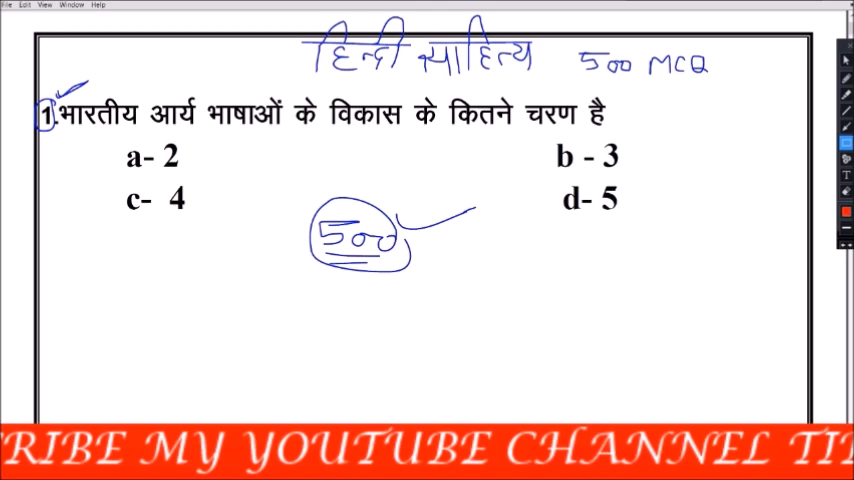 File Edit View Window Help
हिन्दी साहित्य 500 MCQ
1.भारतीय आर्य भाषाओं के विकास के कितने चरण है
a- 2 b - 3
c- 4 d- 5
500
CRIBE MY YOUTUBE CHANNEL TI